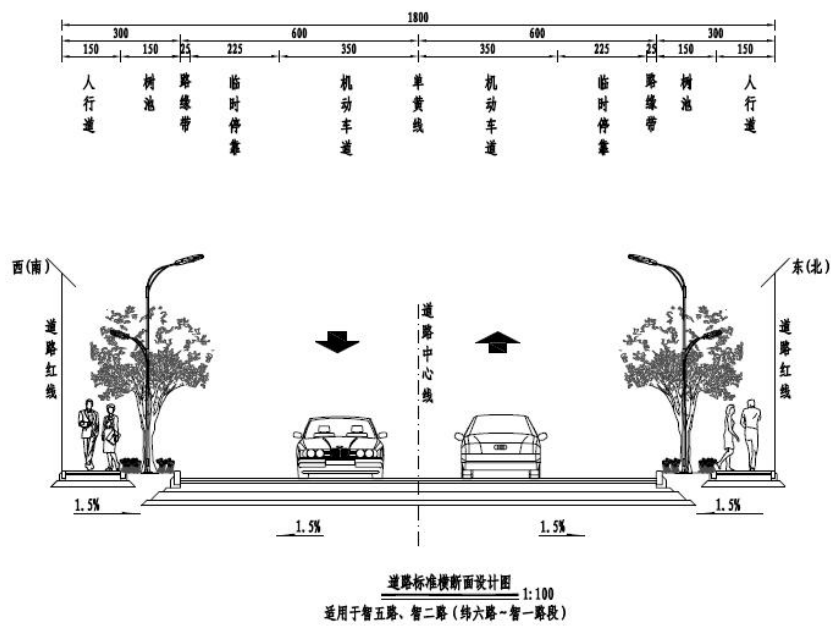 1800
300 600 600 300
150 150 25 225 350 350 225 25 150 150
人行道 树池 路缘带 临时停靠 机动车道 单黄线 机动车道 临时停靠 路缘带 树池 人行道
西(南) 东(北)
道路红线 道路中心线 道路红线
1.5% 1.5% 1.5% 1.5%
道路标准横断面设计图 1:100
适用于智五路、智二路(纬六路~智一路段)